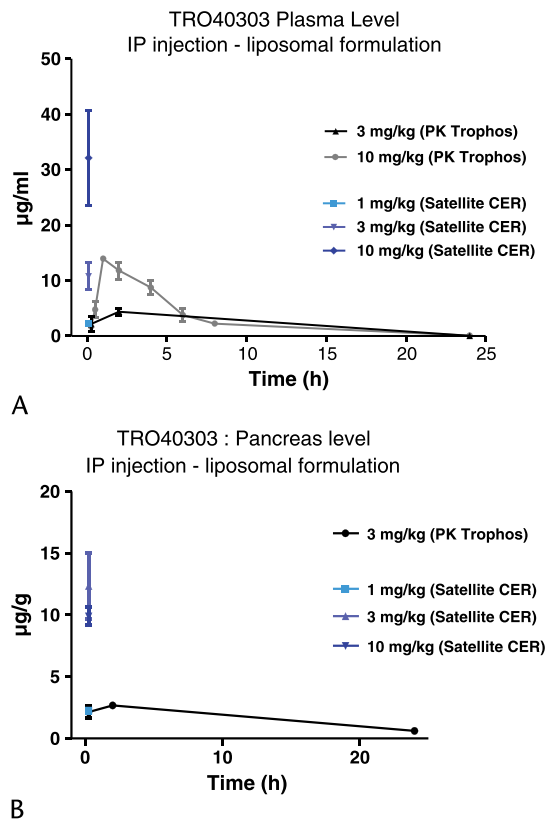 TRO40303 Plasma Level
IP injection - liposomal formulation
50
40
30
20
10
0
µg/ml
0 5 10 15 20 25
Time (h)
3 mg/kg (PK Trophos)
10 mg/kg (PK Trophos)
1 mg/kg (Satellite CER)
3 mg/kg (Satellite CER)
10 mg/kg (Satellite CER)
A
TRO40303 : Pancreas level
IP injection - liposomal formulation
20
15
10
5
0
µg/g
0 10 20
Time (h)
3 mg/kg (PK Trophos)
1 mg/kg (Satellite CER)
3 mg/kg (Satellite CER)
10 mg/kg (Satellite CER)
B